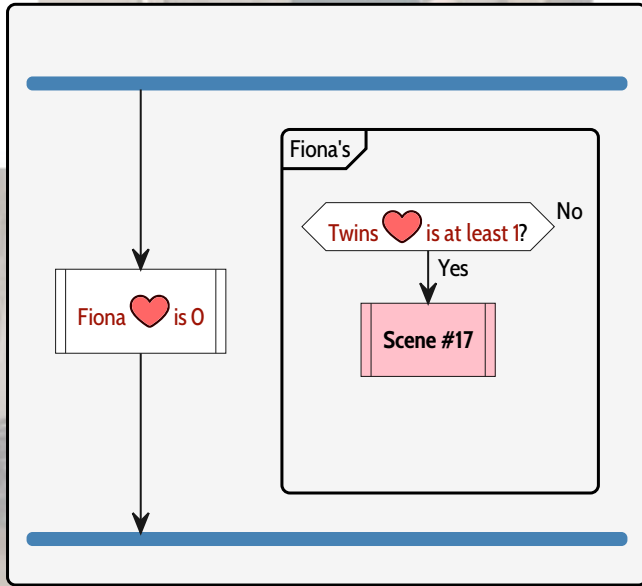 Fiona's
Twins ❤ is at least 1?
No
Yes
Fiona ❤ is 0
Scene #17